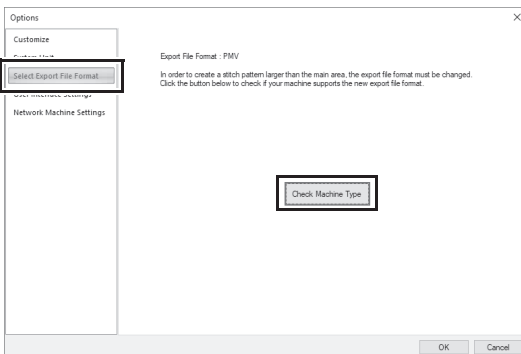 Options
Customize
Select Export File Format
Network Machine Settings
Export File Format : PMV
In order to create a stitch pattern larger than the main area, the export file format must be changed.
Click the button below to check if your machine supports the new export file format.
Check Machine Type
OK
Cancel